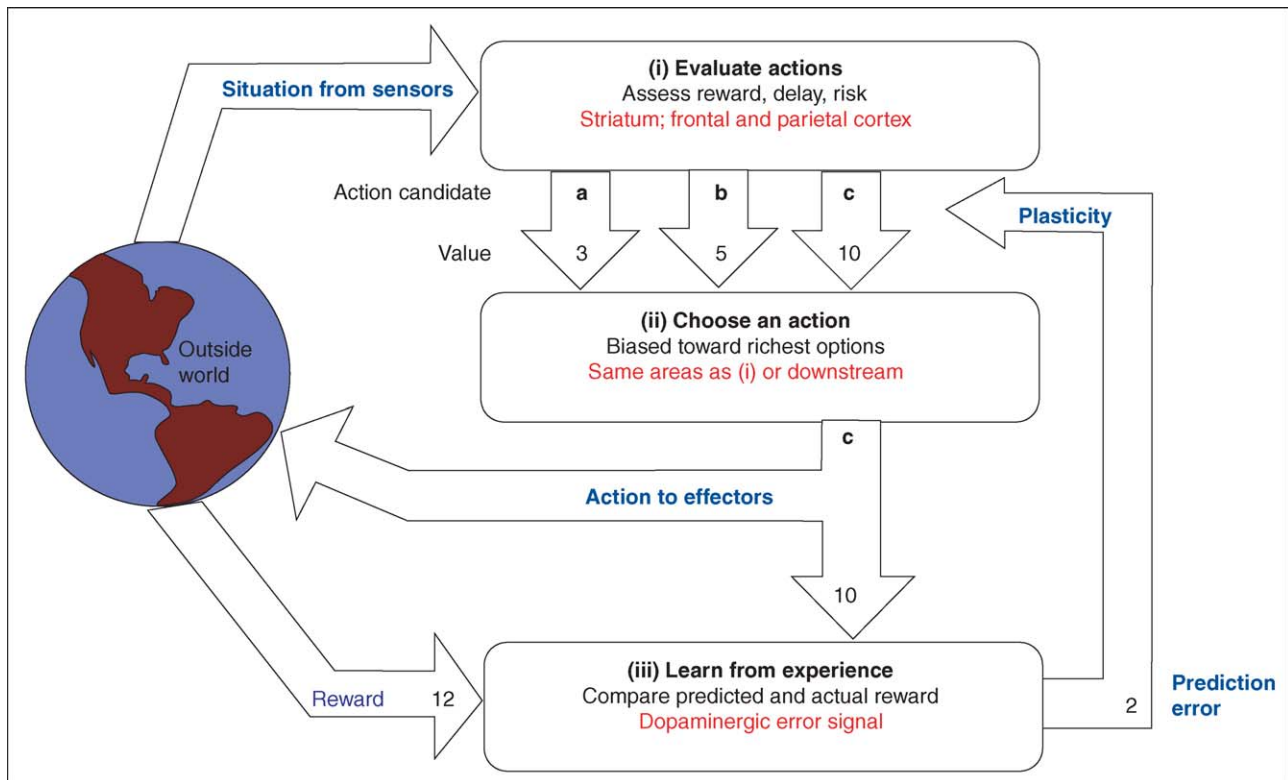 (i) Evaluate actions
Assess reward, delay, risk
Striatum; frontal and parietal cortex
Situation from sensors
Action candidate
a
b
c
Plasticity
Value
3
5
10
(ii) Choose an action
Biased toward richest options
Same areas as (i) or downstream
Outside
world
c
Action to effectors
10
(iii) Learn from experience
Compare predicted and actual reward
Dopaminergic error signal
Reward
12
2
Prediction
error